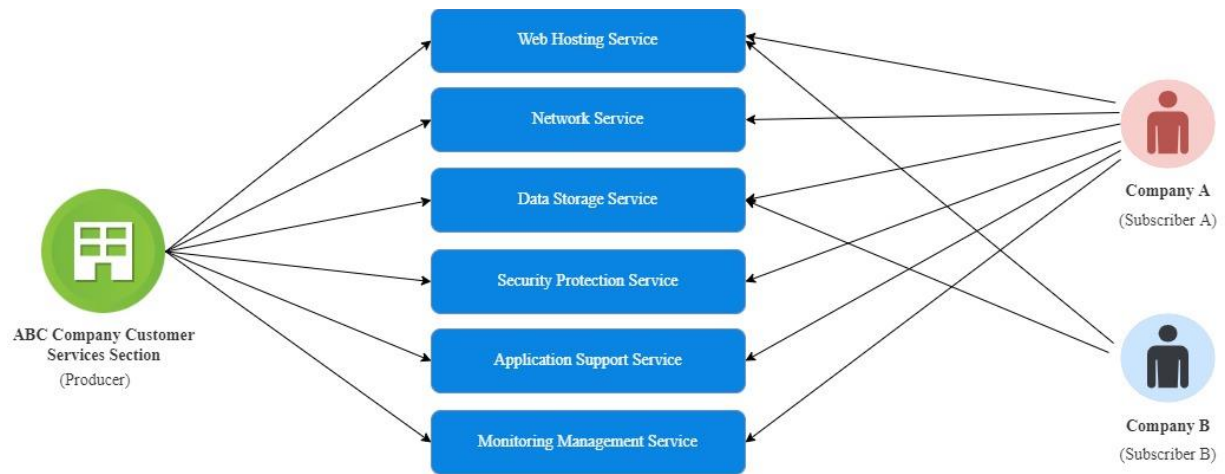 Web Hosting Service
Network Service
Data Storage Service
Security Protection Service
Application Support Service
Monitoring Management Service
ABC Company Customer
Services Section
(Producer)
Company A
(Subscriber A)
Company B
(Subscriber B)